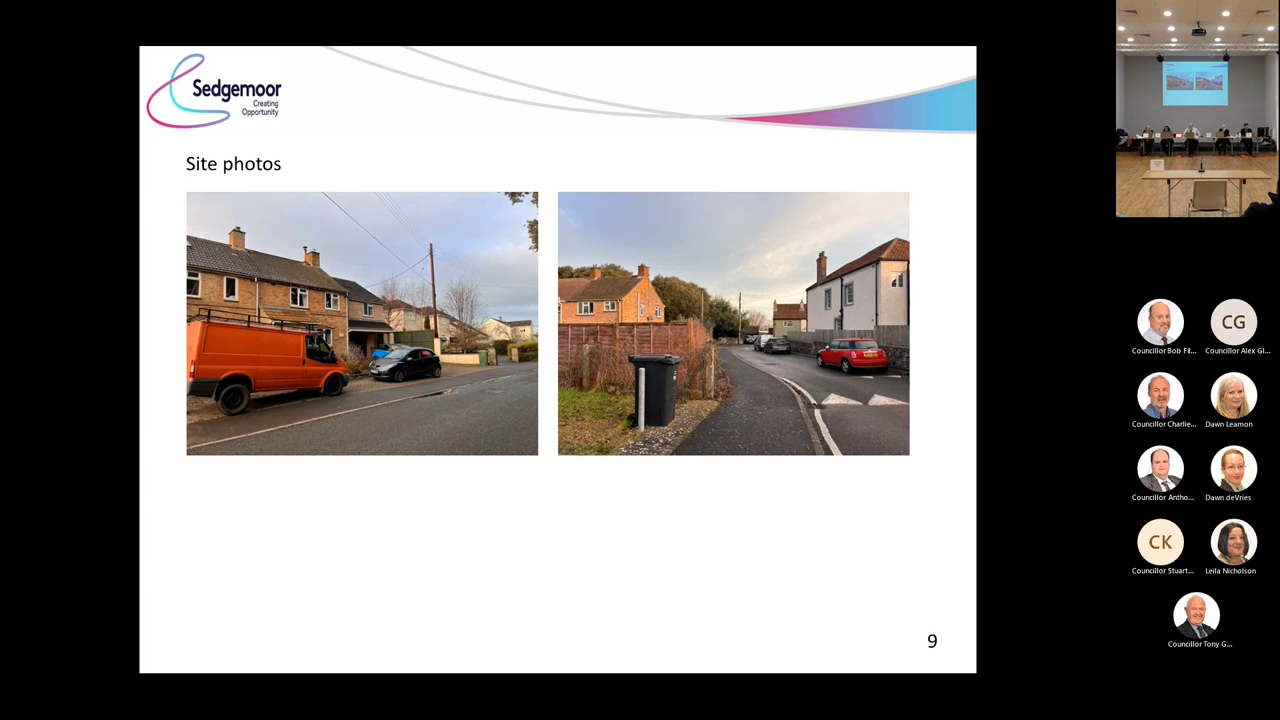 Sedgemoor
Creating
Opportunity
Site photos
9
Councillor Bob Fil...
CG
Councillor Alex Gl...
Councillor Charlie...
Dawn Leamon
Councillor Antho...
Dawn deVries
CK
Councillor Stuart...
Leila Nicholson
Councillor Tony G...